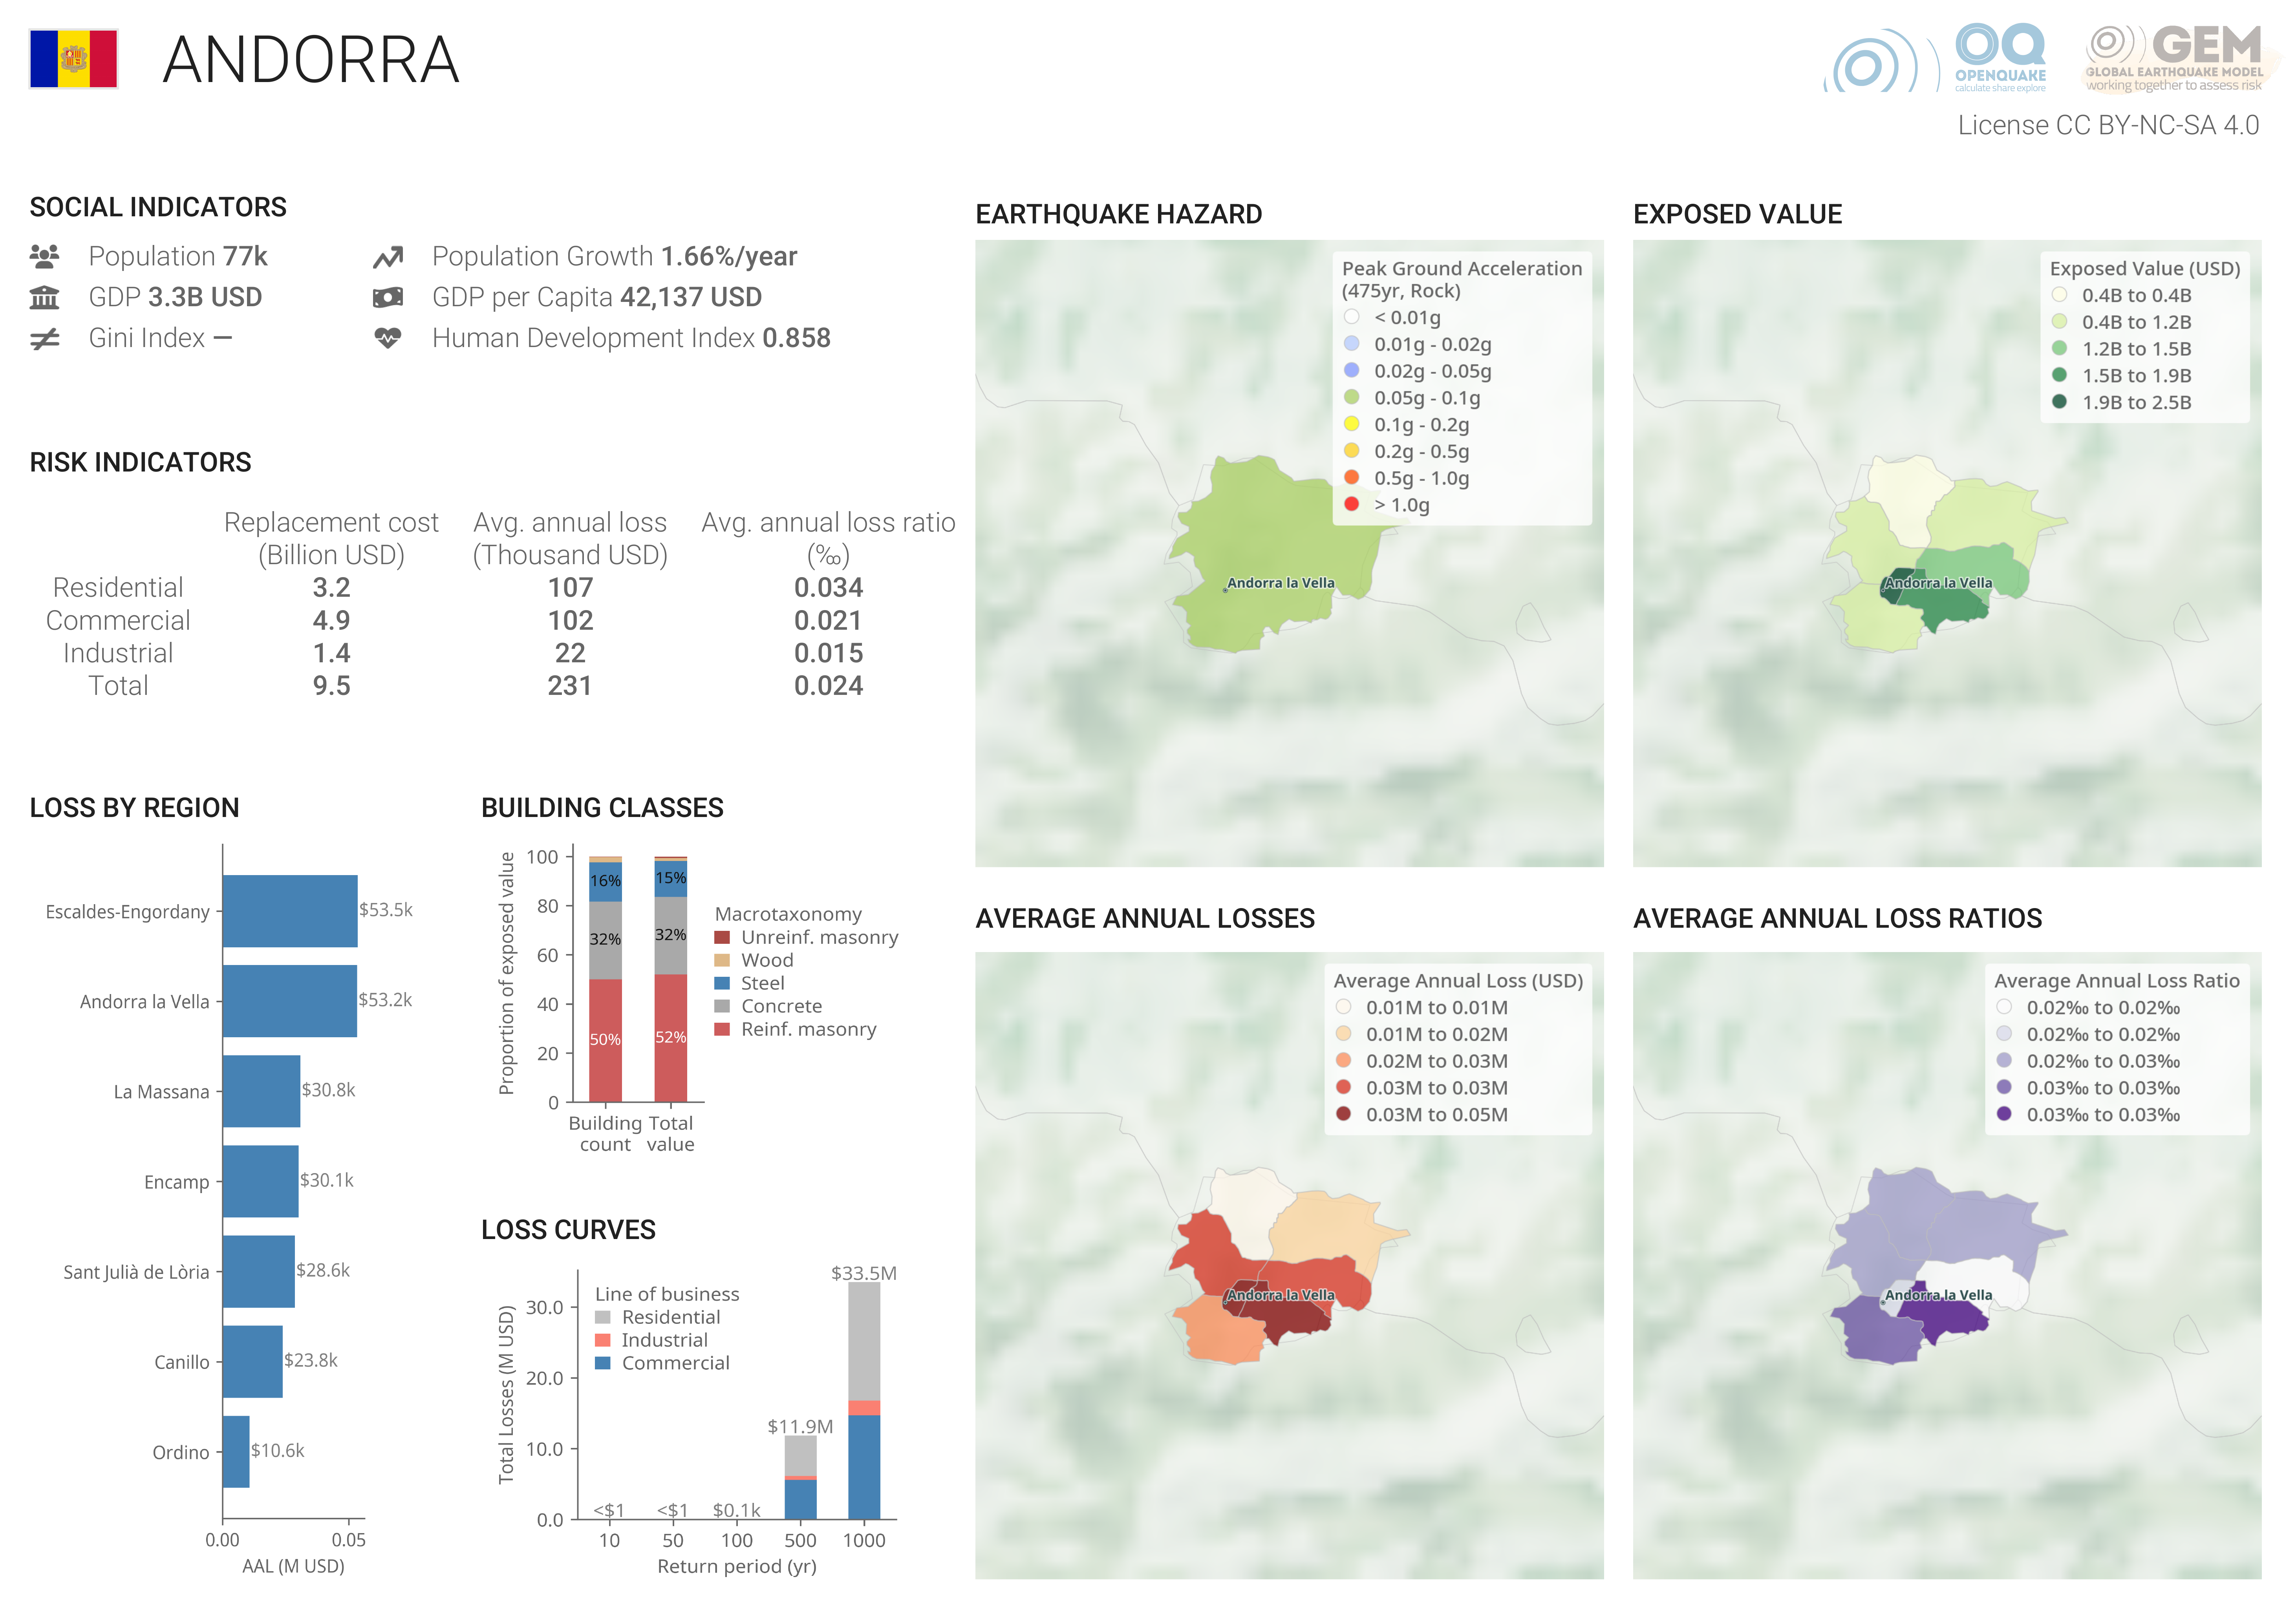 ANDORRA
OQ
OPENQUAKE
calculate share explore
GEM
GLOBAL EARTHQUAKE MODEL
working together to assess risk
License CC BY-NC-SA 4.0
SOCIAL INDICATORS
Population 77k
Population Growth 1.66%/year
GDP 3.3B USD
GDP per Capita 42,137 USD
Gini Index —
Human Development Index 0.858
RISK INDICATORS
Replacement cost (Billion USD)
Avg. annual loss (Thousand USD)
Avg. annual loss ratio (‰)
Residential 3.2 107 0.034
Commercial 4.9 102 0.021
Industrial 1.4 22 0.015
Total 9.5 231 0.024
LOSS BY REGION
Escaldes-Engordany $53.5k
Andorra la Vella $53.2k
La Massana $30.8k
Encamp $30.1k
Sant Julià de Lòria $28.6k
Canillo $23.8k
Ordino $10.6k
0.00 0.05
AAL (M USD)
BUILDING CLASSES
Proportion of exposed value
100
80
60
40
20
0
16% 15%
32% 32%
50% 52%
Building count
Total value
Macrotaxonomy
Unreinf. masonry
Wood
Steel
Concrete
Reinf. masonry
LOSS CURVES
Total Losses (M USD)
30.0
20.0
10.0
0.0
Line of business
Residential
Industrial
Commercial
<$1 <$1 $0.1k $11.9M $33.5M
10 50 100 500 1000
Return period (yr)
EARTHQUAKE HAZARD
Peak Ground Acceleration
(475yr, Rock)
< 0.01g
0.01g - 0.02g
0.02g - 0.05g
0.05g - 0.1g
0.1g - 0.2g
0.2g - 0.5g
0.5g - 1.0g
> 1.0g
Andorra la Vella
EXPOSED VALUE
Exposed Value (USD)
0.4B to 0.4B
0.4B to 1.2B
1.2B to 1.5B
1.5B to 1.9B
1.9B to 2.5B
Andorra la Vella
AVERAGE ANNUAL LOSSES
Average Annual Loss (USD)
0.01M to 0.01M
0.01M to 0.02M
0.02M to 0.03M
0.03M to 0.03M
0.03M to 0.05M
Andorra la Vella
AVERAGE ANNUAL LOSS RATIOS
Average Annual Loss Ratio
0.02‰ to 0.02‰
0.02‰ to 0.02‰
0.02‰ to 0.03‰
0.03‰ to 0.03‰
0.03‰ to 0.03‰
Andorra la Vella